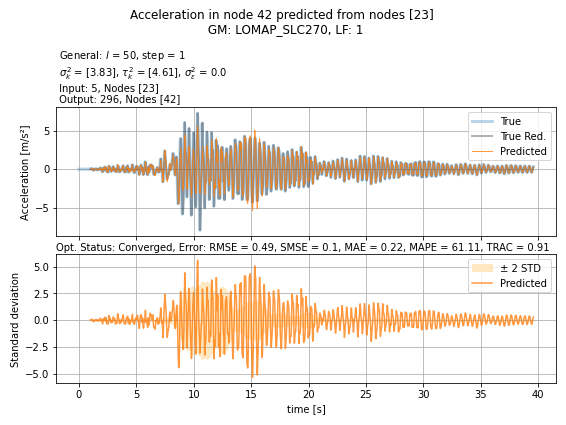 Acceleration in node 42 predicted from nodes [23]
GM: LOMAP_SLC270, LF: 1
General: l = 50, step = 1
σ_k² = [3.83], τ_k² = [4.61], σ_ε² = 0.0
Input: 5, Nodes [23]
Output: 296, Nodes [42]
Acceleration [m/s²]
5
0
−5
True
True Red.
Predicted
Opt. Status: Converged, Error: RMSE = 0.49, SMSE = 0.1, MAE = 0.22, MAPE = 61.11, TRAC = 0.91
Standard deviation
5.0
2.5
0.0
−2.5
−5.0
± 2 STD
Predicted
0 5 10 15 20 25 30 35 40
time [s]